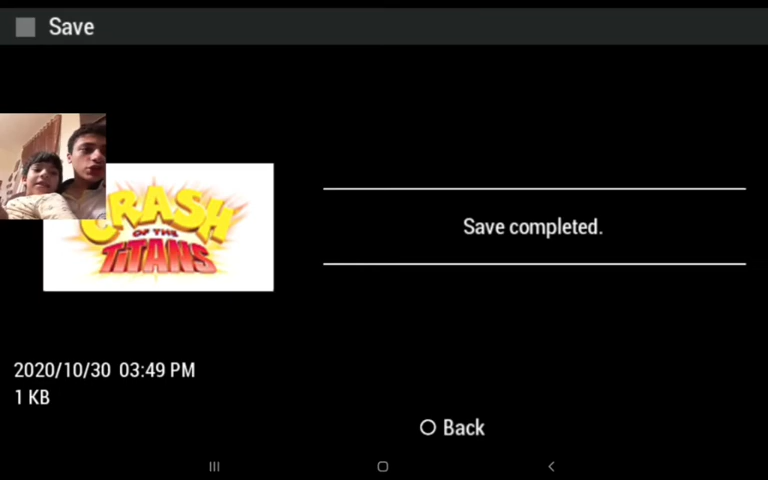 Save
CRASH
OF THE
TITANS
Save completed.
2020/10/30 03:49 PM
1 KB
Back